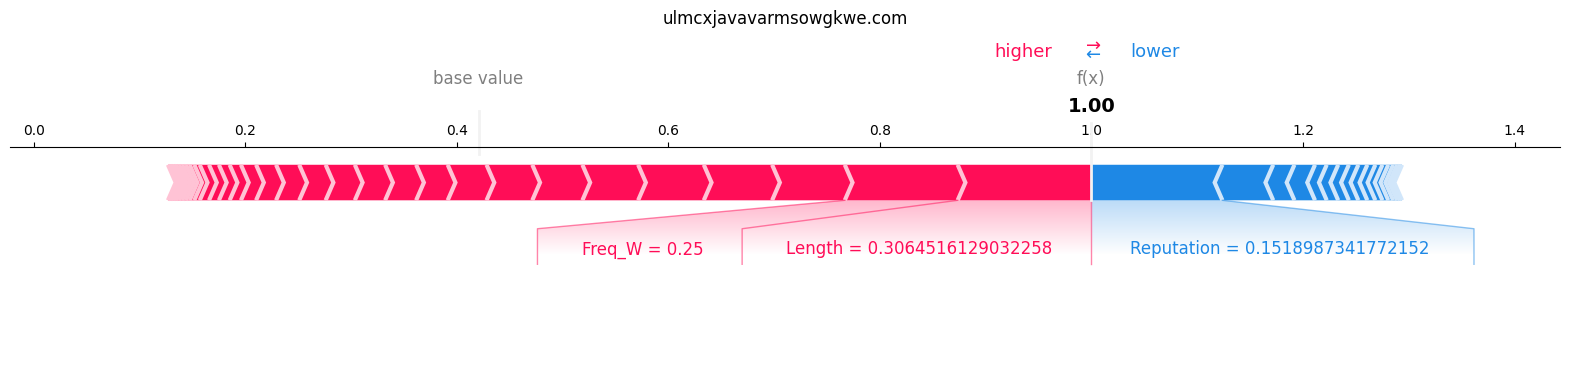 ulmcxjavavarmsowgkwe.com
higher ⇄ lower
base value f(x)
1.00
0.0 0.2 0.4 0.6 0.8 1.0 1.2 1.4
Freq_W = 0.25 Length = 0.3064516129032258 Reputation = 0.1518987341772152